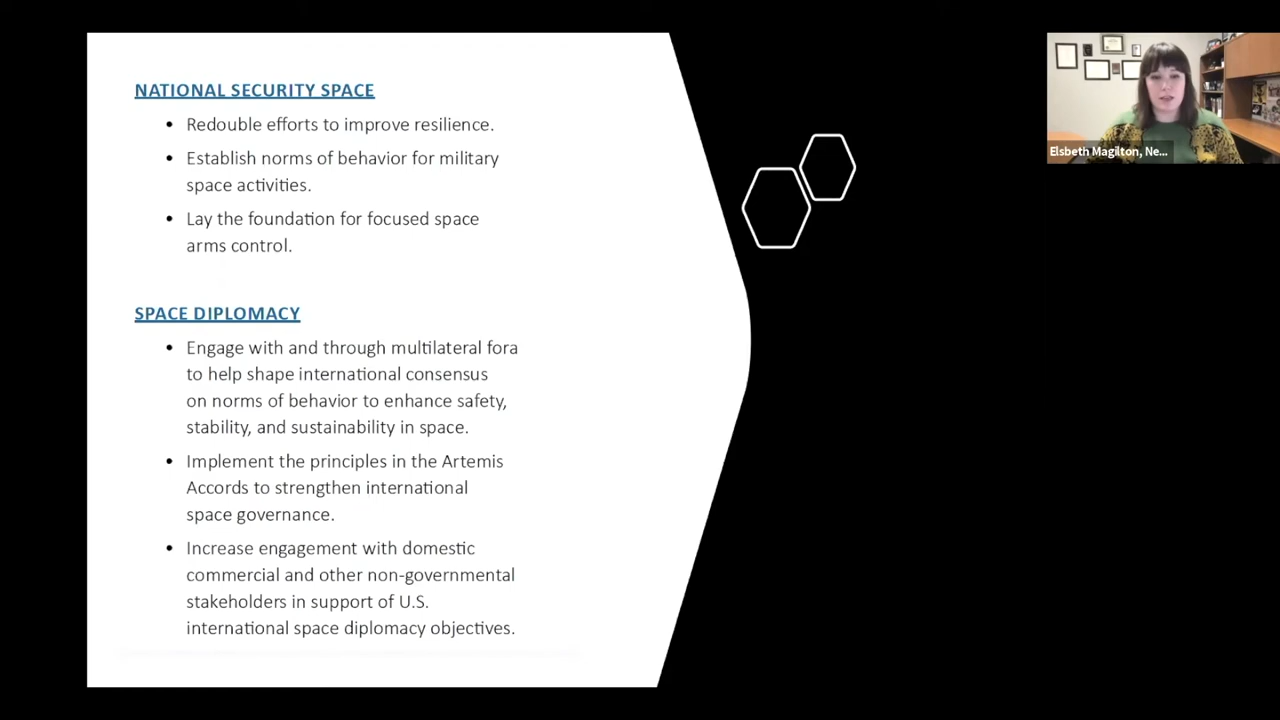 NATIONAL SECURITY SPACE
• Redouble efforts to improve resilience.
• Establish norms of behavior for military
space activities.
• Lay the foundation for focused space
arms control.
SPACE DIPLOMACY
• Engage with and through multilateral fora
to help shape international consensus
on norms of behavior to enhance safety,
stability, and sustainability in space.
• Implement the principles in the Artemis
Accords to strengthen international
space governance.
• Increase engagement with domestic
commercial and other non-governmental
stakeholders in support of U.S.
international space diplomacy objectives.
Elsbeth Magilton, Ne...